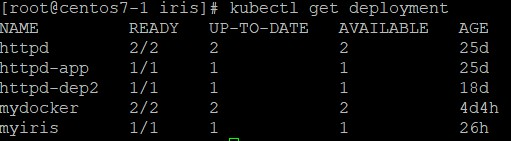 [root@centos7-1 iris]# kubectl get deployment
NAME READY UP-TO-DATE AVAILABLE AGE
httpd 2/2 2 2 25d
httpd-app 1/1 1 1 25d
httpd-dep2 1/1 1 1 18d
mydocker 2/2 2 2 4d4h
myiris 1/1 1 1 26h